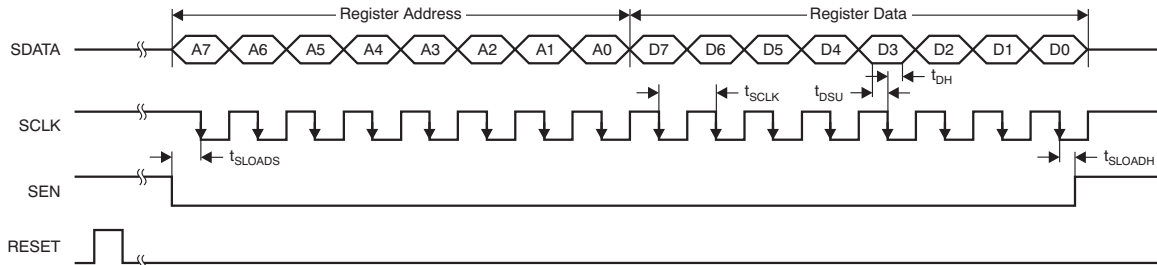 Register Address Register Data
SDATA A7 A6 A5 A4 A3 A2 A1 A0 D7 D6 D5 D4 D3 D2 D1 D0
tDH
tSCLK tDSU
SCLK
tSLOADS tSLOADH
SEN
RESET